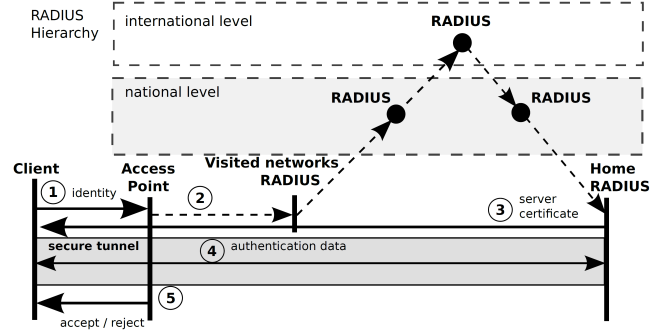 RADIUS
Hierarchy
international level
RADIUS
national level
RADIUS
RADIUS
Client
Access
Point
Visited networks
RADIUS
Home
RADIUS
1
identity
2
3
server
certificate
secure tunnel
4
authentication data
5
accept / reject